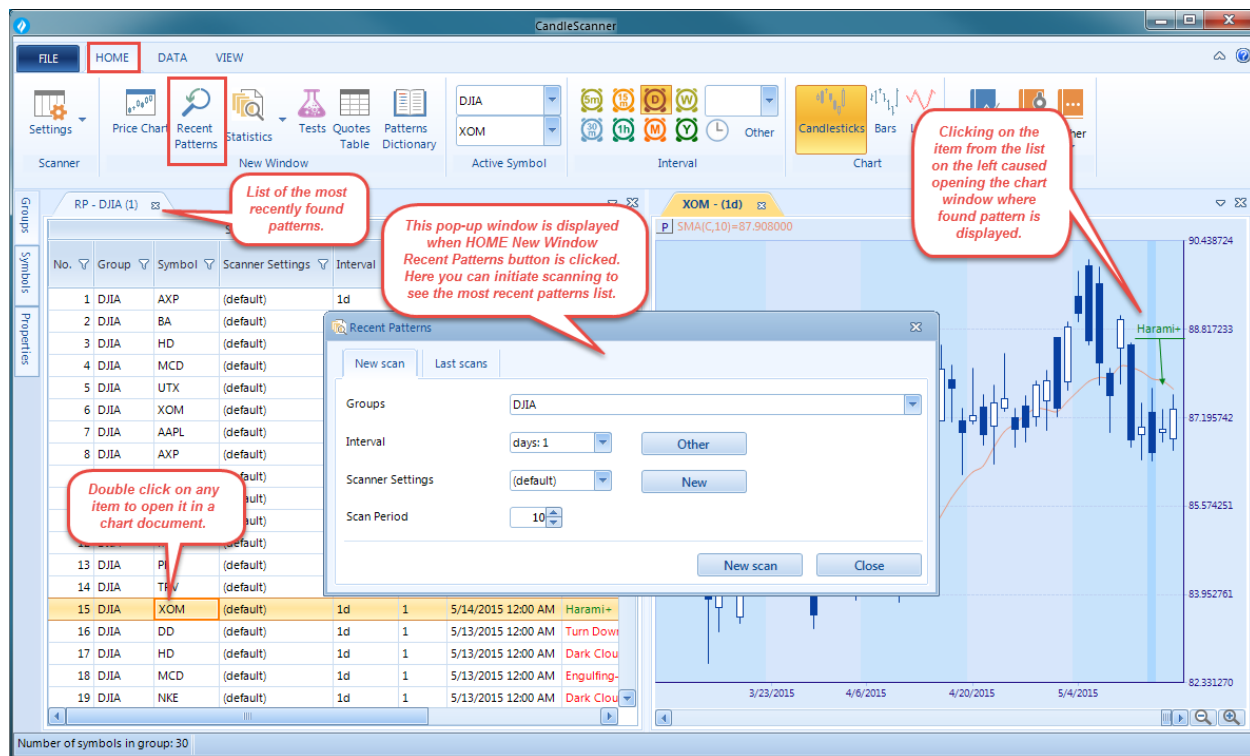 CandleScanner
FILE HOME DATA VIEW
Settings
Price Chart
Recent
Patterns
Statistics
Tests
Quotes
Table
Patterns
Dictionary
DJIA
XOM
5m 15m D W
30m 1h M Y
Other
Candlesticks
Bars
Scanner
New Window
Active Symbol
Interval
Chart
Clicking on the
item from the list
on the left caused
opening the chart
window where
found pattern is
displayed.
Groups
Symbols
Properties
RP - DJIA (1)
List of the most
recently found
patterns.
This pop-up window is displayed
when HOME New Window
Recent Patterns button is clicked.
Here you can initiate scanning to
see the most recent patterns list.
No. Group Symbol Scanner Settings Interval
1 DJIA AXP (default) 1d
2 DJIA BA (default)
3 DJIA HD (default)
4 DJIA MCD (default)
5 DJIA UTX (default)
6 DJIA XOM (default)
7 DJIA AAPL (default)
8 DJIA AXP (default)
Double click on any
item to open it in a
chart document.
13 DJIA (default)
14 DJIA (default)
15 DJIA XOM (default) 1d 1 5/14/2015 12:00 AM Harami+
16 DJIA DD (default) 1d 1 5/13/2015 12:00 AM Turn Down
17 DJIA HD (default) 1d 1 5/13/2015 12:00 AM Dark Clou
18 DJIA MCD (default) 1d 1 5/13/2015 12:00 AM Engulfing-
19 DJIA NKE (default) 1d 1 5/13/2015 12:00 AM Dark Clou
Recent Patterns
New scan Last scans
Groups DJIA
Interval days: 1 Other
Scanner Settings (default) New
Scan Period 10
New scan Close
XOM - (1d)
P SMA(C,10)=87.908000
90.438724
Harami+
88.817233
87.195742
85.574251
83.952761
82.331270
3/23/2015 4/6/2015 4/20/2015 5/4/2015
Number of symbols in group: 30